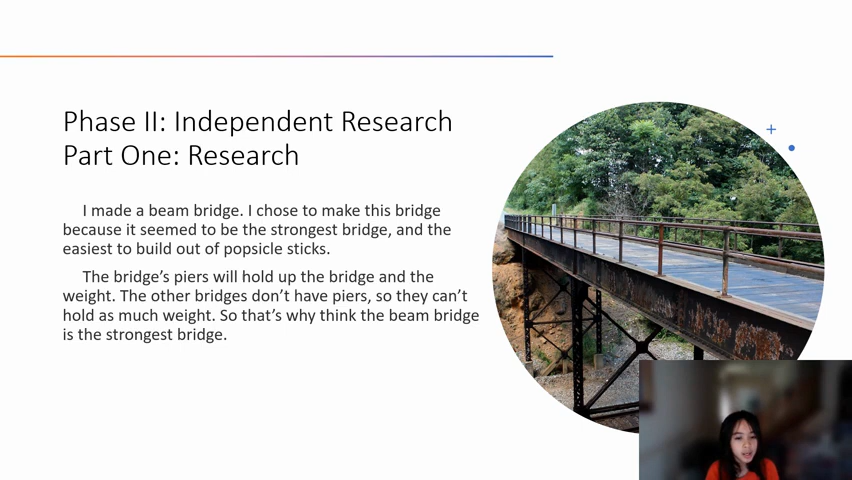 Phase II: Independent Research
Part One: Research
I made a beam bridge. I chose to make this bridge
because it seemed to be the strongest bridge, and the
easiest to build out of popsicle sticks.
The bridge’s piers will hold up the bridge and the
weight. The other bridges don’t have piers, so they can’t
hold as much weight. So that’s why think the beam bridge
is the strongest bridge.